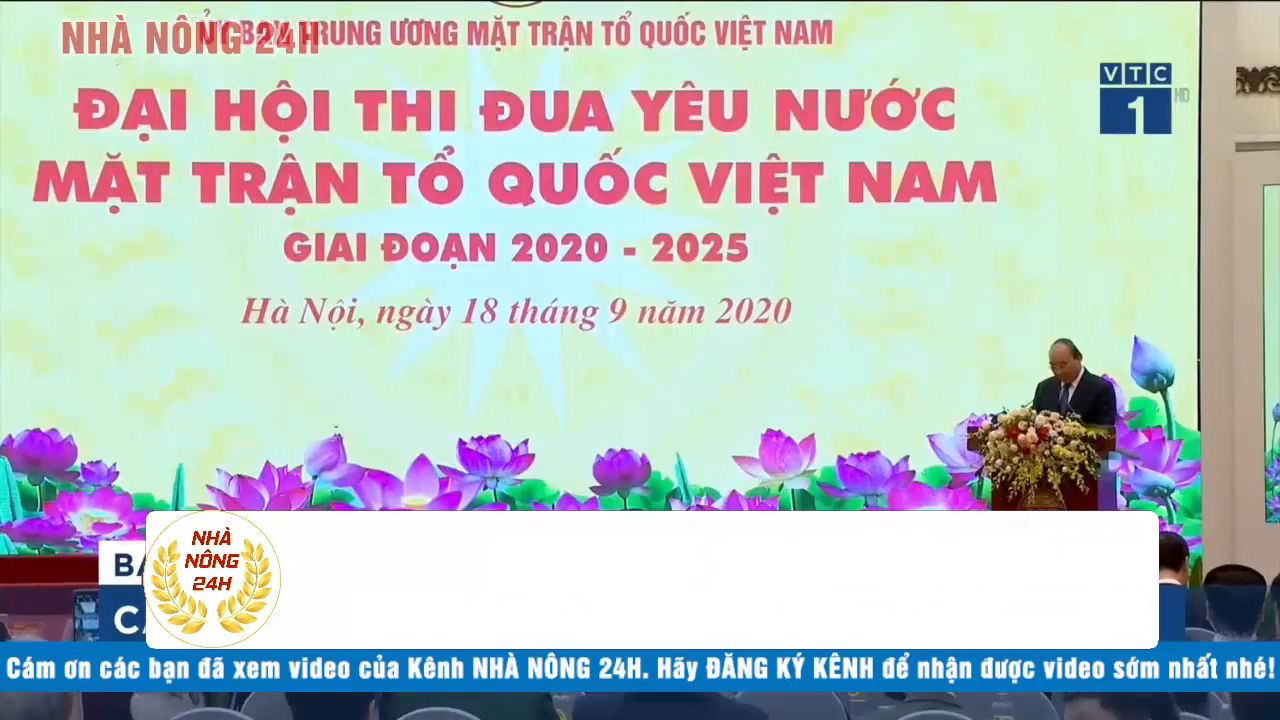 NHÀ NÔNG 24H
ỦY BAN TRUNG ƯƠNG MẶT TRẬN TỔ QUỐC VIỆT NAM
ĐẠI HỘI THI ĐUA YÊU NƯỚC
MẶT TRẬN TỔ QUỐC VIỆT NAM
GIAI ĐOẠN 2020 - 2025
Hà Nội, ngày 18 tháng 9 năm 2020
VTC
1 HD
NHÀ
NÔNG
24H
Cám ơn các bạn đã xem video của Kênh NHÀ NÔNG 24H. Hãy ĐĂNG KÝ KÊNH để nhận được video sớm nhất nhé!